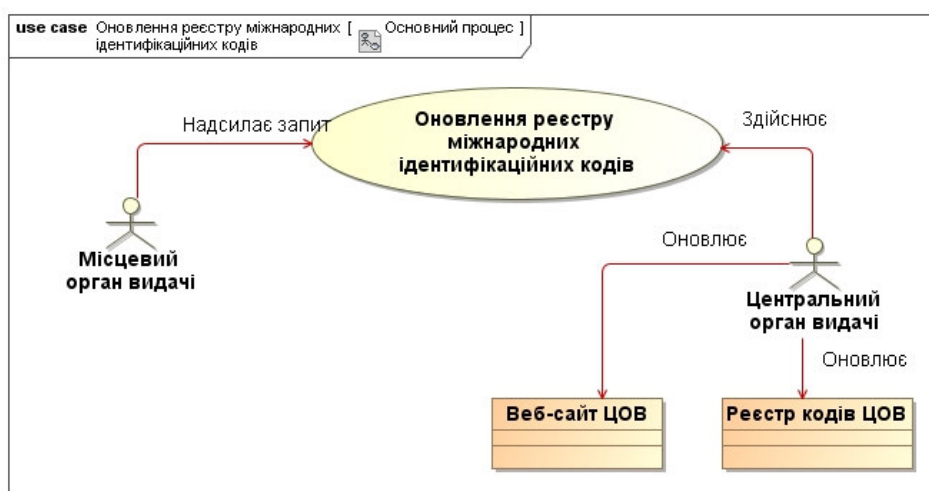 use case Оновлення реєстру міжнародних [ Основний процес ]
ідентифікаційних кодів
Надсилає запит
Оновлення реєстру
міжнародних
ідентифікаційних кодів
Здійснює
Місцевий
орган видачі
Оновлює
Центральний
орган видачі
Оновлює
Веб-сайт ЦОВ
Реєстр кодів ЦОВ